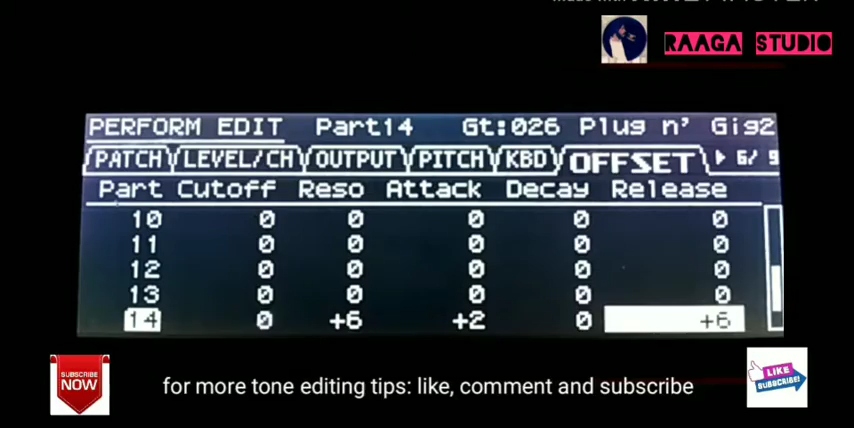 RAAGA STUDIO
PERFORM EDIT Part14 Gt:026 Plug n' Gig2
PATCH LEVEL/CH OUTPUT PITCH KBD OFFSET 6/ 9
Part Cutoff Reso Attack Decay Release
10 0 0 0 0 0
11 0 0 0 0 0
12 0 0 0 0 0
13 0 0 0 0 0
14 0 +6 +2 0 +6
SUBSCRIBE NOW
for more tone editing tips: like, comment and subscribe
LIKE SUBSCRIBE!